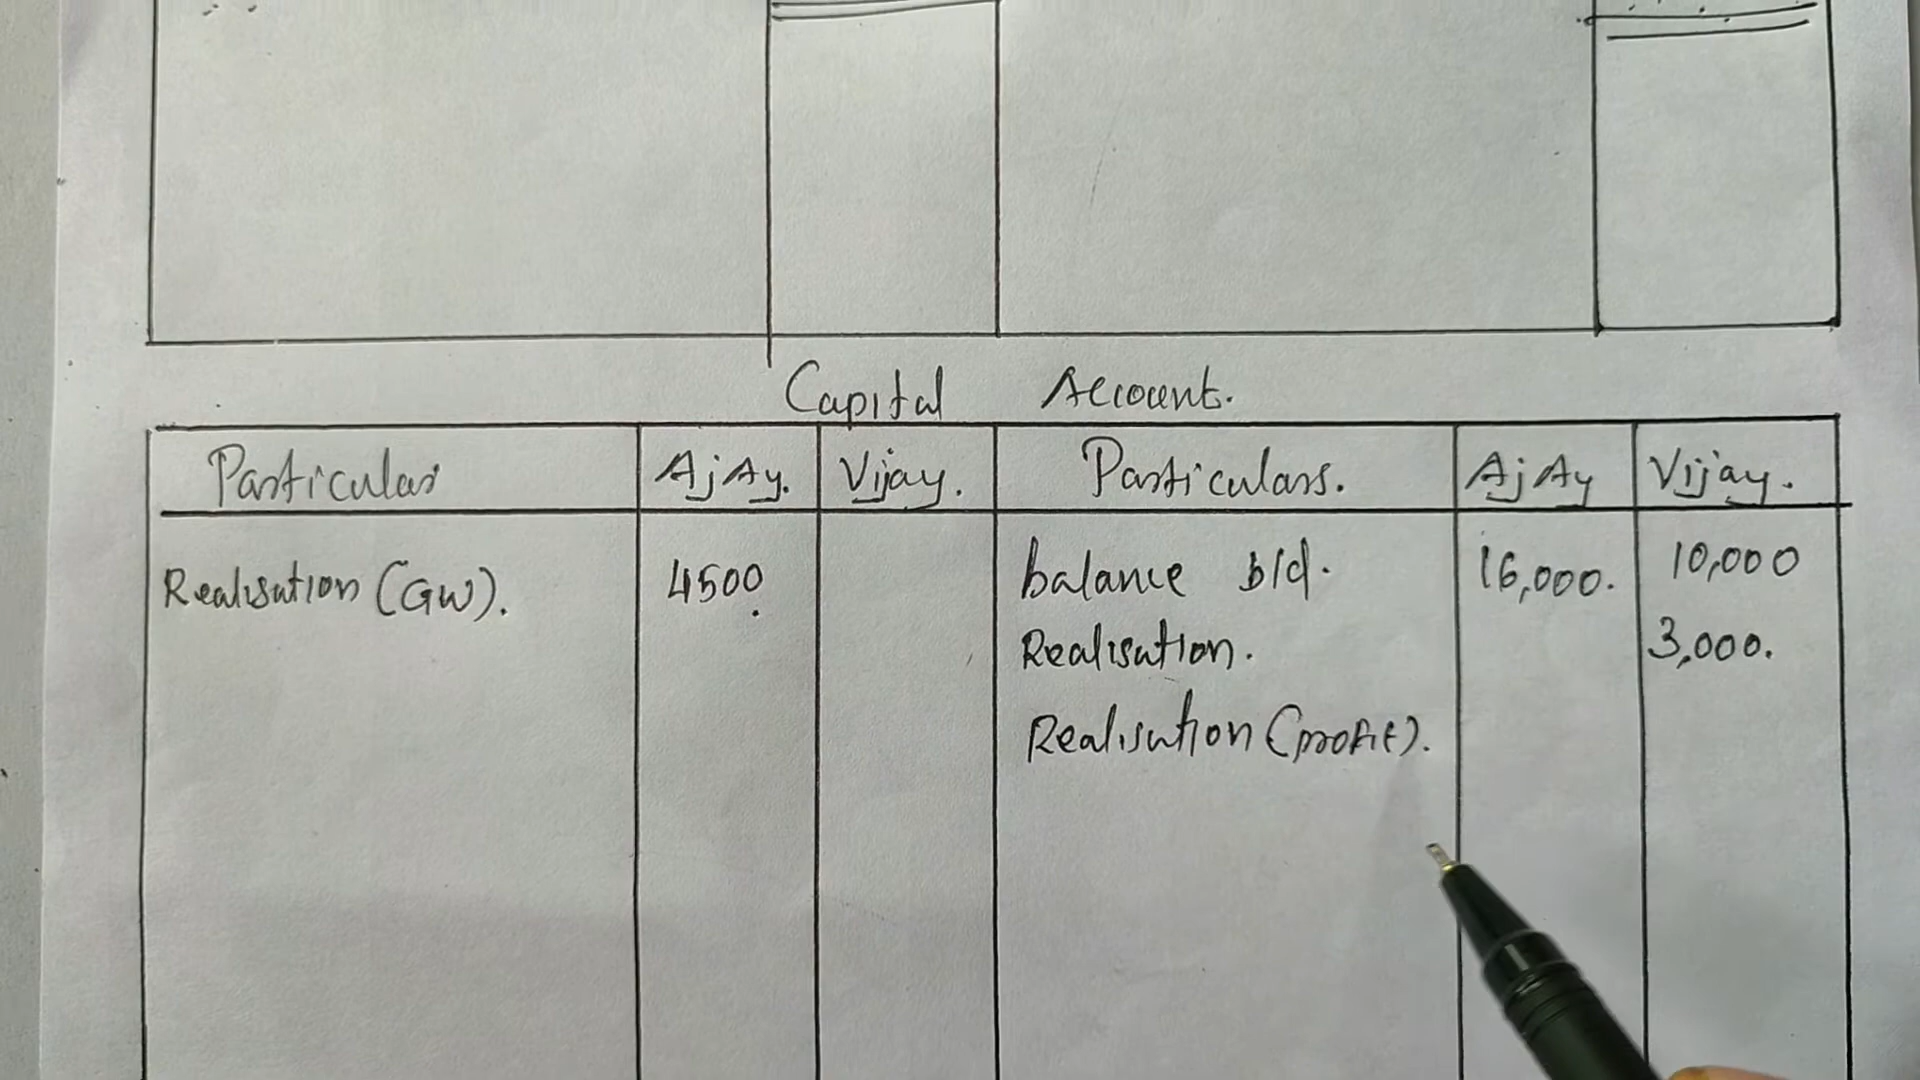 Capital Account.
Particular AjAy. Vijay. Particulars. AjAy Vijay.
Realisation (GW). 4500 balance b/d. 16,000. 10,000
Realisation. 3,000.
Realisation (profit).